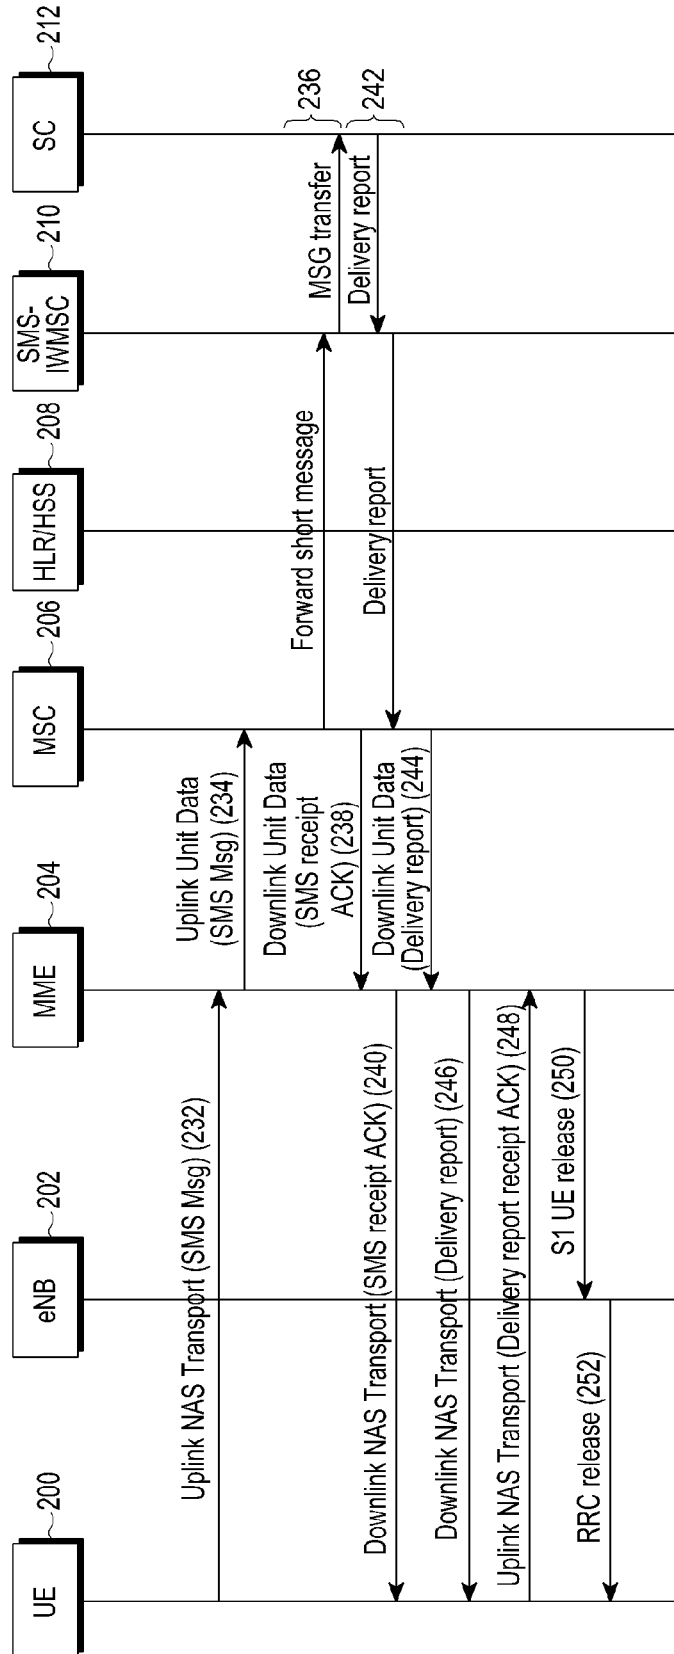 UE
200
eNB
202
MME
204
MSC
206
HLR/HSS
208
SMS-
IWMSC
210
SC
212
Uplink NAS Transport (SMS Msg) (232)
Uplink Unit Data
(SMS Msg) (234)
Forward short message
MSG transfer
236
Downlink Unit Data
(SMS receipt
ACK) (238)
Delivery report
242
Delivery report
Downlink NAS Transport (SMS receipt ACK) (240)
Downlink Unit Data
(Delivery report) (244)
Downlink NAS Transport (Delivery report) (246)
Uplink NAS Transport (Delivery report receipt ACK) (248)
S1 UE release (250)
RRC release (252)